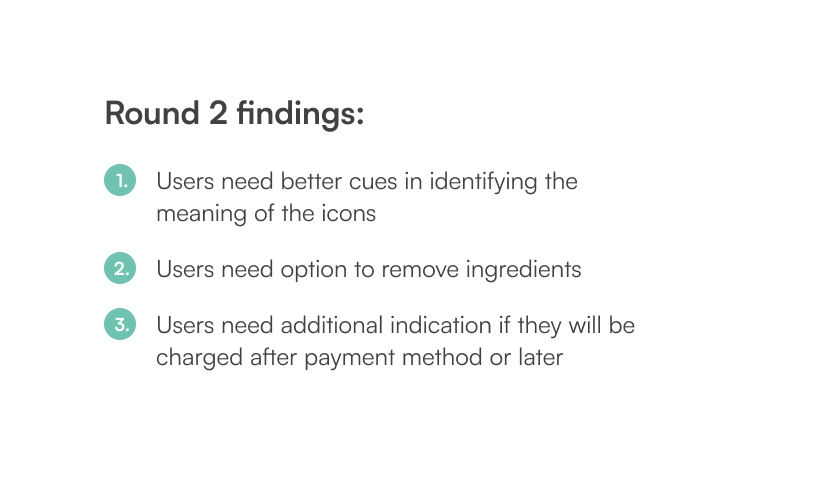 Round 2 findings:
1. Users need better cues in identifying the
meaning of the icons
2. Users need option to remove ingredients
3. Users need additional indication if they will be
charged after payment method or later